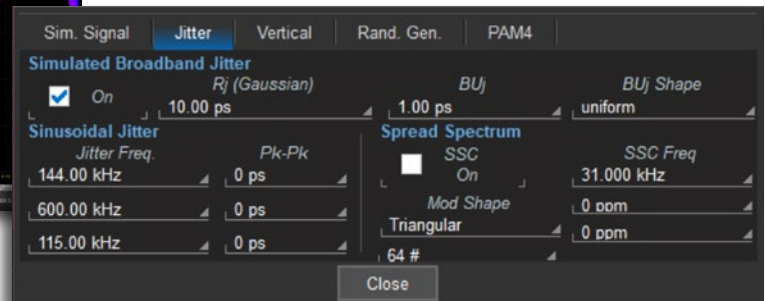 Sim. Signal Jitter Vertical Rand. Gen. PAM4
Simulated Broadband Jitter
On
Rj (Gaussian) BUj BUj Shape
10.00 ps 1.00 ps uniform
Sinusoidal Jitter Spread Spectrum
Jitter Freq. Pk-Pk SSC SSC Freq
144.00 kHz 0 ps On 31.000 kHz
Mod Shape
600.00 kHz 0 ps 0 ppm
Triangular
115.00 kHz 0 ps 0 ppm
64 #
Close